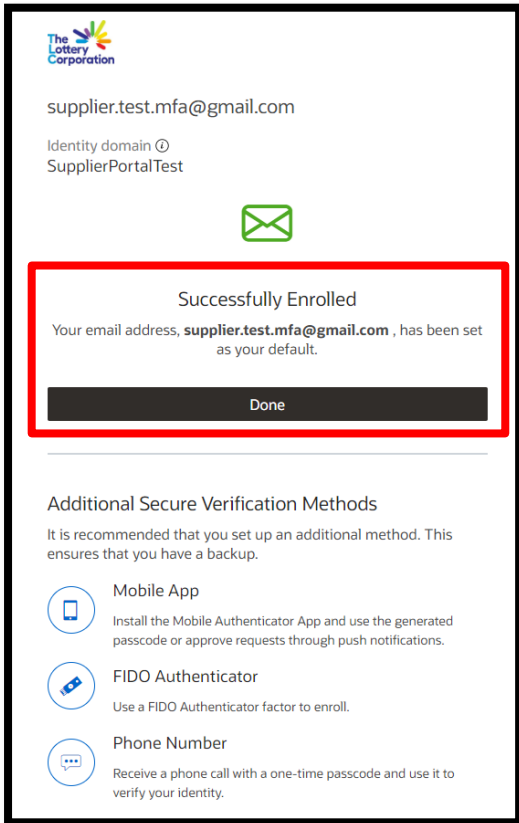 The
Lottery
Corporation
supplier.test.mfa@gmail.com
Identity domain i
SupplierPortalTest
Successfully Enrolled
Your email address, supplier.test.mfa@gmail.com , has been set
as your default.
Done
Additional Secure Verification Methods
It is recommended that you set up an additional method. This
ensures that you have a backup.
Mobile App
Install the Mobile Authenticator App and use the generated
passcode or approve requests through push notifications.
FIDO Authenticator
Use a FIDO Authenticator factor to enroll.
Phone Number
Receive a phone call with a one-time passcode and use it to
verify your identity.